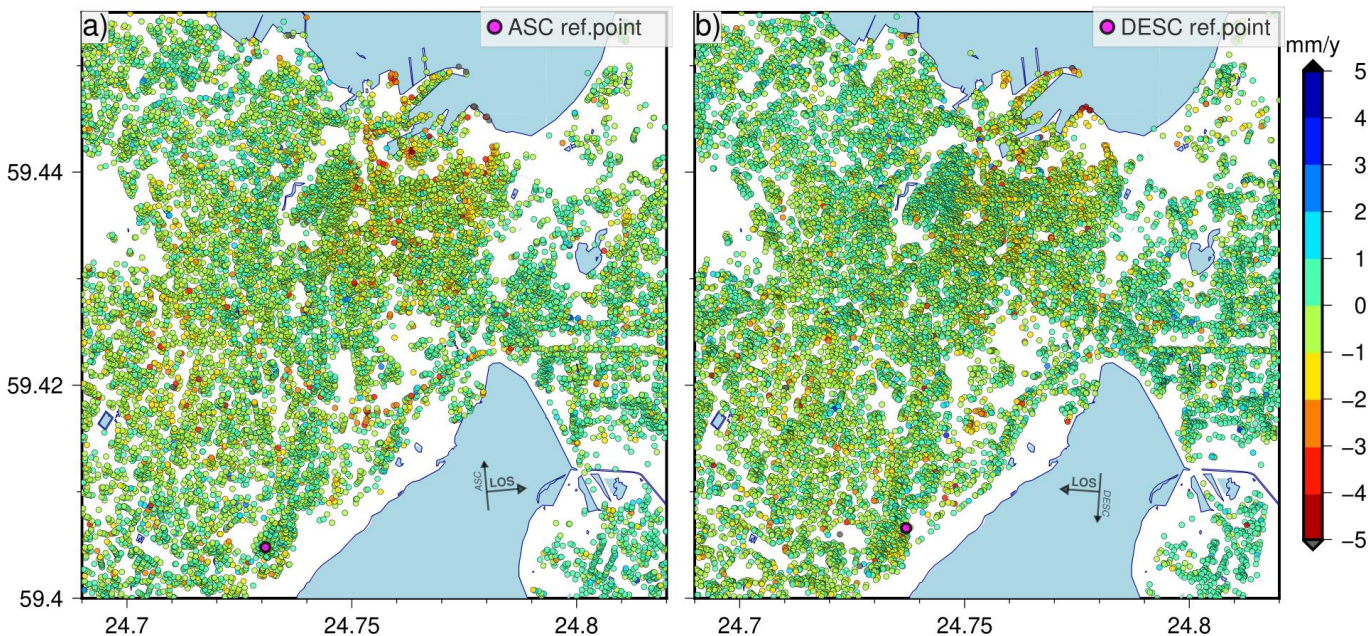 a)
ASC ref.point
b)
DESC ref.point
mm/y
5
4
3
2
1
0
−1
−2
−3
−4
−5
59.44
59.42
59.4
ASC
LOS
LOS
DESC
24.7
24.75
24.8
24.7
24.75
24.8